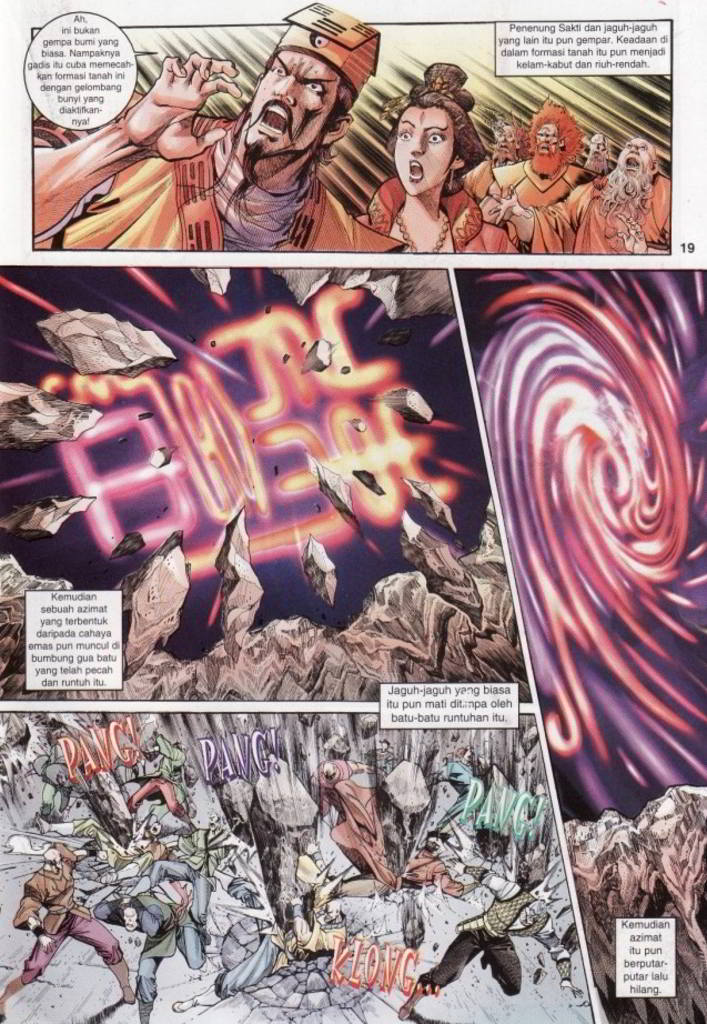 Ah,
ini bukan
gempa bumi yang
biasa. Nampaknya
gadis itu cuba memecah-
kan formasi tanah ini
dengan gelombang
bunyi yang
diaktifkan-
nya!
Penenung Sakti dan jaguh-jaguh
yang lain itu pun gempar. Keadaan di
dalam formasi tanah itu pun menjadi
kelam-kabut dan riuh-rendah.
19
Kemudian
sebuah azimat
yang terbentuk
daripada cahaya
emas pun muncul di
bumbung gua batu
yang telah pecah
dan runtuh itu.
Kemudian
azimat
itu pun
berputar-
putar lalu
hilang.
Jaguh-jaguh yang biasa
itu pun mati ditimpa oleh
batu-batu runtuhan itu.
PANG!
PANG!
PANG!
KLONG...